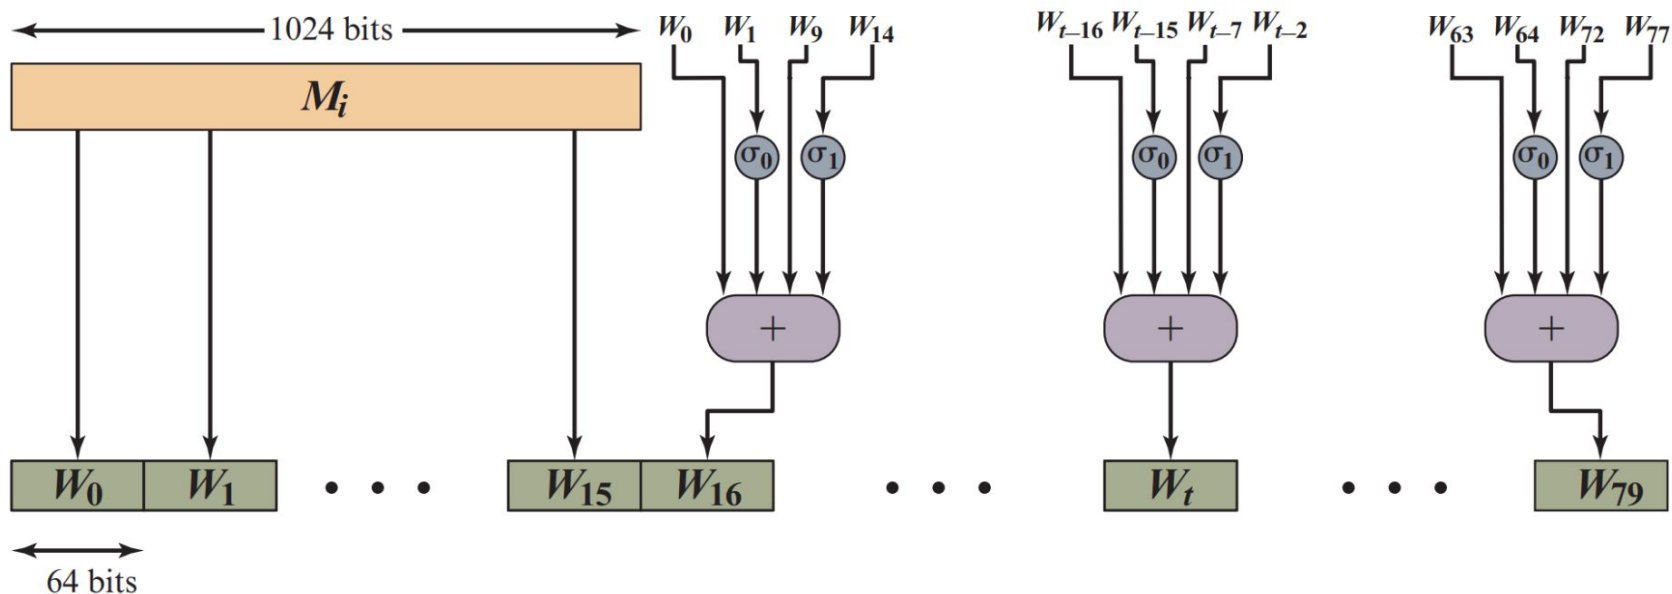 1024 bits
W₀ W₁ W₉ W₁₄
Wₜ₋₁₆ Wₜ₋₁₅ Wₜ₋₇ Wₜ₋₂
W₆₃ W₆₄ W₇₂ W₇₇
Mᵢ
σ₀ σ₁
σ₀ σ₁
σ₀ σ₁
+ + +
W₀ W₁ • • • W₁₅ W₁₆ • • • Wₜ • • • W₇₉
64 bits